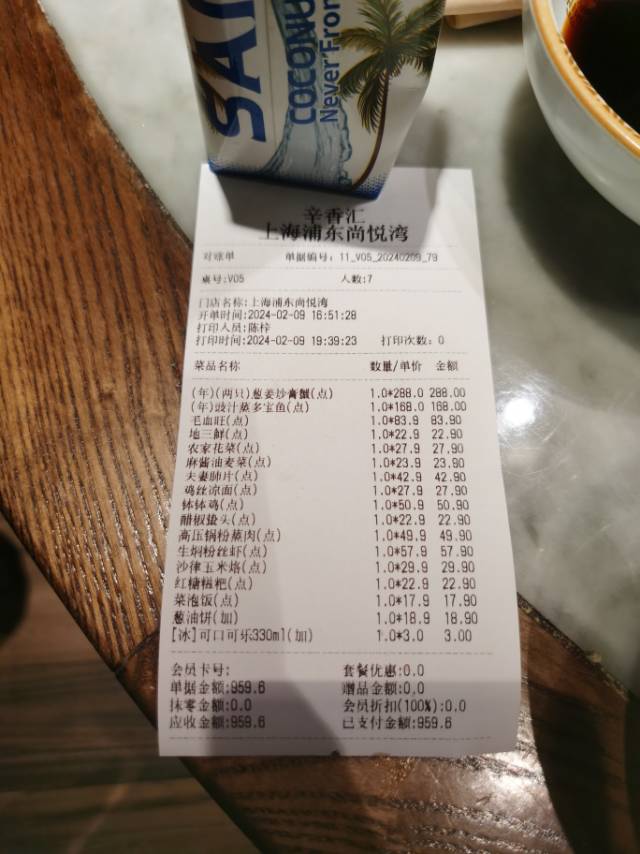 COCONU
Never From
辛香汇
上海浦东尚悦湾
对账单 单据编号: 11_V05_20240209_79
桌号:V05 人数:7
门店名称:上海浦东尚悦湾
开单时间:2024-02-09 16:51:28
打印人员:陈梓
打印时间:2024-02-09 19:39:23 打印次数: 0
菜品名称 数量/单价 金额
(年)(两只)葱姜炒膏蟹(点) 1.0*288.0 288.00
(年)豉汁蒸多宝鱼(点) 1.0*168.0 168.00
毛血旺(点) 1.0*83.9 83.90
地三鲜(点) 1.0*22.9 22.90
农家花菜(点) 1.0*27.9 27.90
麻酱油麦菜(点) 1.0*23.9 23.90
夫妻肺片(点) 1.0*42.9 42.90
鸡丝凉面(点) 1.0*27.9 27.90
钵钵鸡(点) 1.0*50.9 50.90
醋椒蛰头(点) 1.0*22.9 22.90
高压锅粉蒸肉(点) 1.0*49.9 49.90
生焖粉丝虾(点) 1.0*57.9 57.90
沙律玉米烙(点) 1.0*29.9 29.90
红糖糍粑(点) 1.0*22.9 22.90
菜泡饭(点) 1.0*17.9 17.90
葱油饼(加) 1.0*18.9 18.90
[冰]可口可乐330ml(加) 1.0*3.0 3.00
会员卡号: 套餐优惠:0.0
单据金额:959.6 赠品金额:0.0
抹零金额:0.0 会员折扣(100%):0.0
应收金额:959.6 已支付金额:959.6